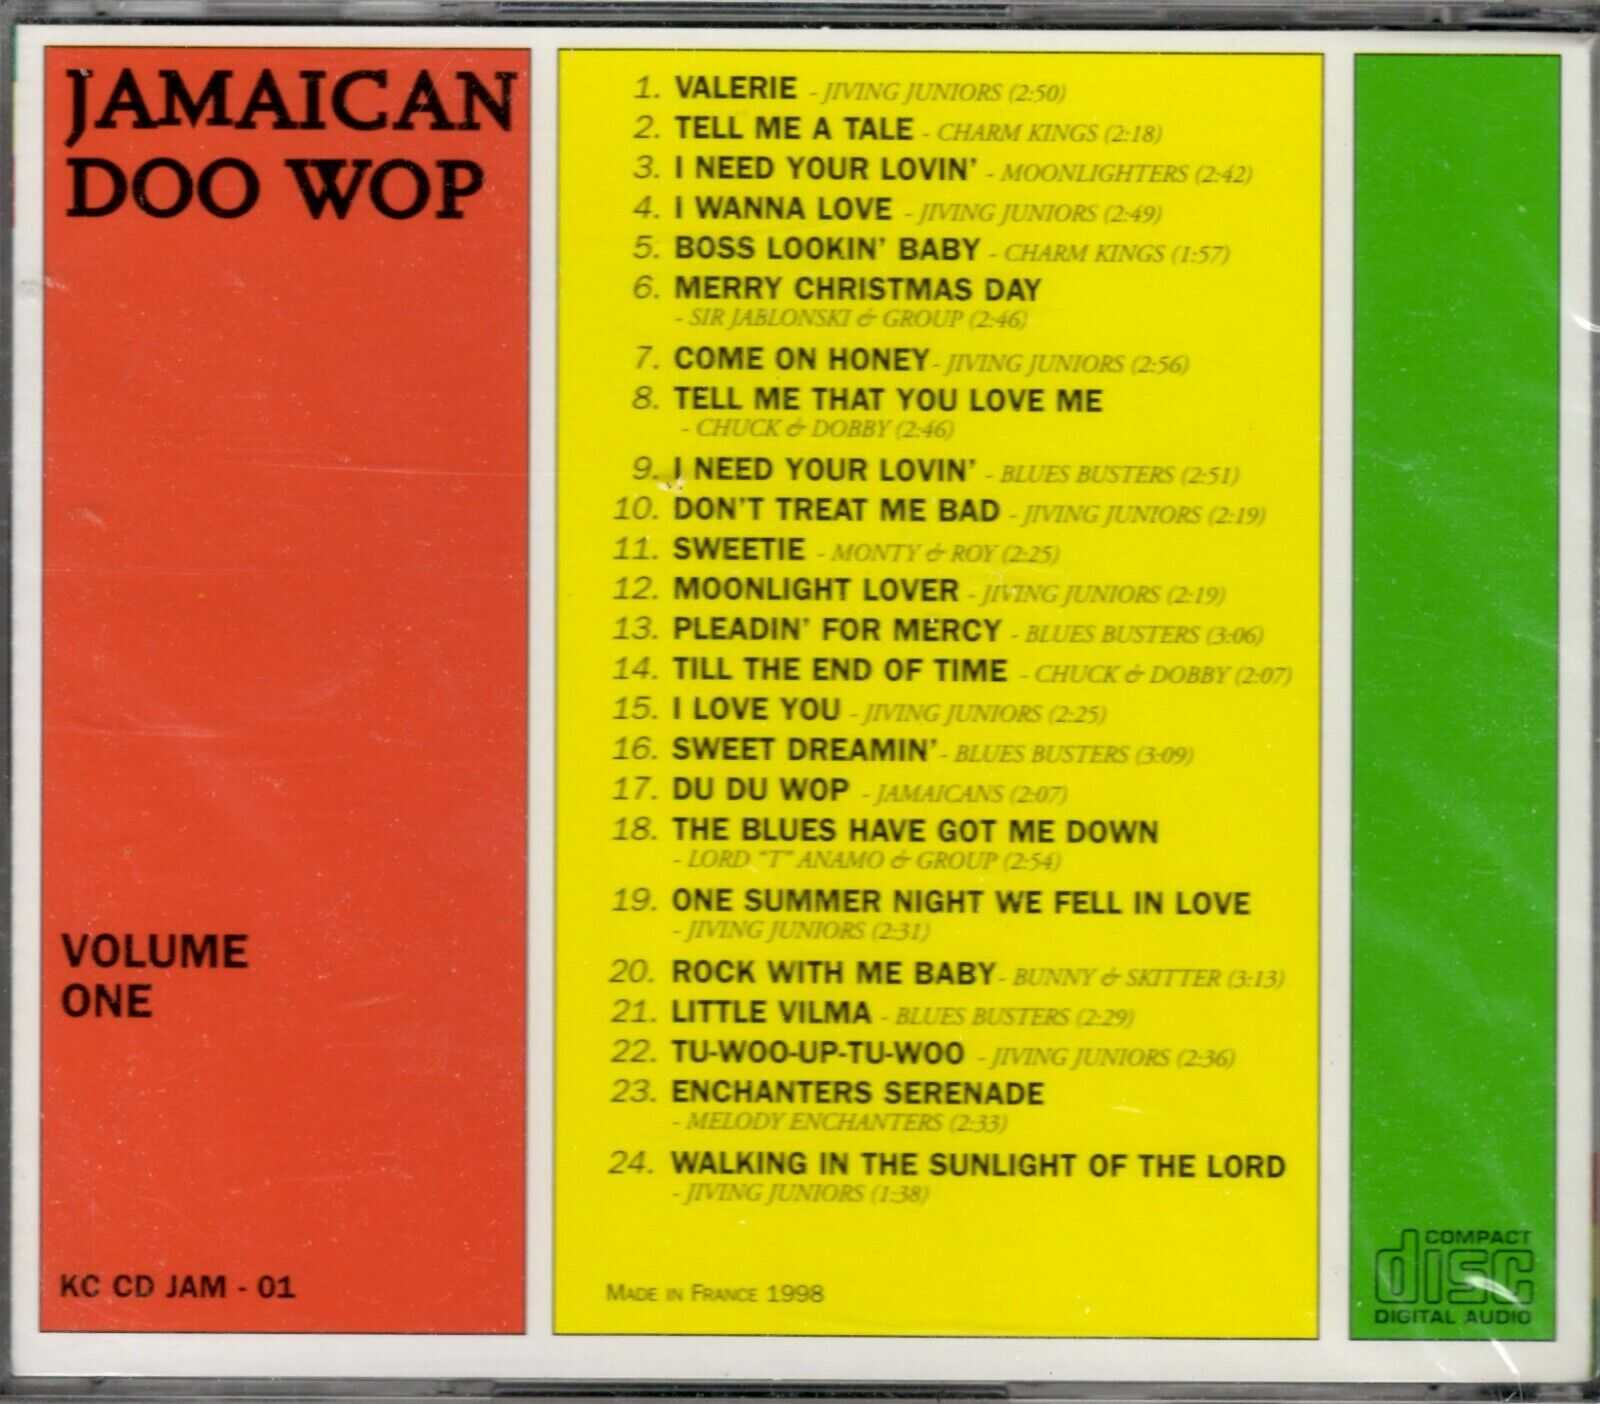 JAMAICAN
DOO WOP
VOLUME
ONE
KC CD JAM - 01
1. VALERIE - JIVING JUNIORS (2:50)
2. TELL ME A TALE - CHARM KINGS (2:18)
3. I NEED YOUR LOVIN' - MOONLIGHTERS (2:42)
4. I WANNA LOVE - JIVING JUNIORS (2:49)
5. BOSS LOOKIN' BABY - CHARM KINGS (1:57)
6. MERRY CHRISTMAS DAY
- SIR JABLONSKI & GROUP (2:46)
7. COME ON HONEY - JIVING JUNIORS (2:56)
8. TELL ME THAT YOU LOVE ME
- CHUCK & DOBBY (2:46)
9. I NEED YOUR LOVIN' - BLUES BUSTERS (2:51)
10. DON'T TREAT ME BAD - JIVING JUNIORS (2:19)
11. SWEETIE - MONTY & ROY (2:25)
12. MOONLIGHT LOVER - JIVING JUNIORS (2:19)
13. PLEADIN' FOR MERCY - BLUES BUSTERS (3:06)
14. TILL THE END OF TIME - CHUCK & DOBBY (2:07)
15. I LOVE YOU - JIVING JUNIORS (2:25)
16. SWEET DREAMIN' - BLUES BUSTERS (3:09)
17. DU DU WOP - JAMAICANS (2:07)
18. THE BLUES HAVE GOT ME DOWN
- LORD "T" ANAMO & GROUP (2:54)
19. ONE SUMMER NIGHT WE FELL IN LOVE
- JIVING JUNIORS (2:31)
20. ROCK WITH ME BABY - BUNNY & SKITTER (3:13)
21. LITTLE VILMA - BLUES BUSTERS (2:29)
22. TU-WOO-UP-TU-WOO - JIVING JUNIORS (2:36)
23. ENCHANTERS SERENADE
- MELODY ENCHANTERS (2:33)
24. WALKING IN THE SUNLIGHT OF THE LORD
- JIVING JUNIORS (1:38)
MADE IN FRANCE 1998
COMPACT
disc
DIGITAL AUDIO